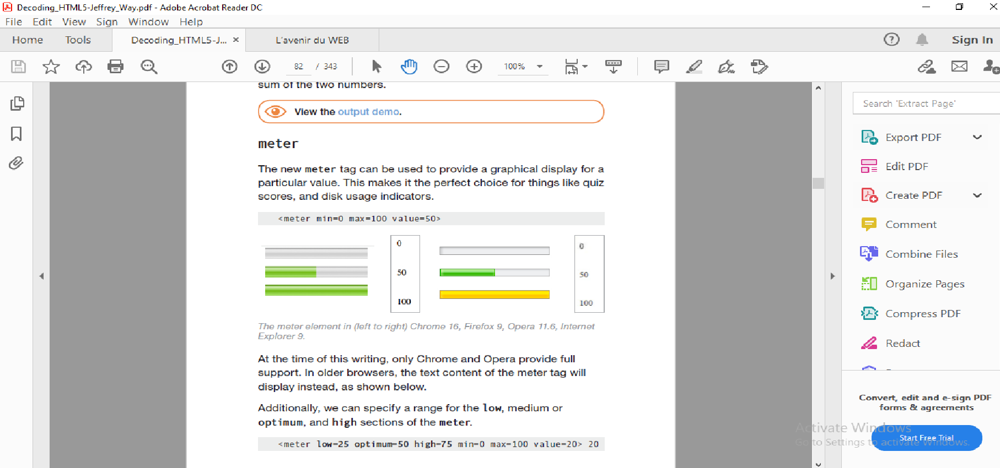 Decoding_HTML5-Jeffrey_Way.pdf - Adobe Acrobat Reader DC
File Edit View Sign Window Help
Home Tools Decoding_HTML5-J... × L'avenir du WEB ? Sign In
82 / 343 100%
Search 'Extract Page'
Export PDF
Edit PDF
Create PDF
Comment
Combine Files
Organize Pages
Compress PDF
Redact
Convert, edit and e-sign PDF
forms & agreements
Start Free Trial
Activate Windows
Go to Settings to activate Windows.
sum of the two numbers.
View the output demo.
meter
The new meter tag can be used to provide a graphical display for a
particular value. This makes it the perfect choice for things like quiz
scores, and disk usage indicators.
<meter min=0 max=100 value=50>
0 0
50 50
100 100
The meter element in (left to right) Chrome 16, Firefox 9, Opera 11.6, Internet
Explorer 9.
At the time of this writing, only Chrome and Opera provide full
support. In older browsers, the text content of the meter tag will
display instead, as shown below.
Additionally, we can specify a range for the low, medium or
optimum, and high sections of the meter.
<meter low=25 optimum=50 high=75 min=0 max=100 value=20> 20